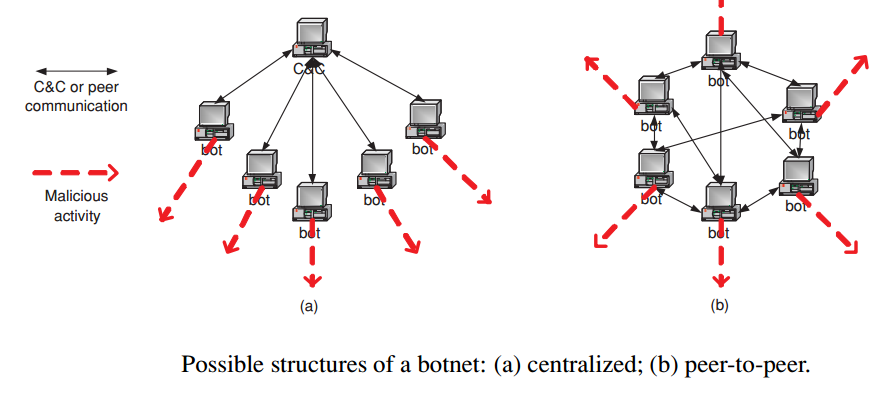 C&C
C&C or peer
communication
bot
bot
bot
bot
bot
Malicious
activity
(a)
bot
bot
bot
bot
bot
bot
(b)
Possible structures of a botnet: (a) centralized; (b) peer-to-peer.